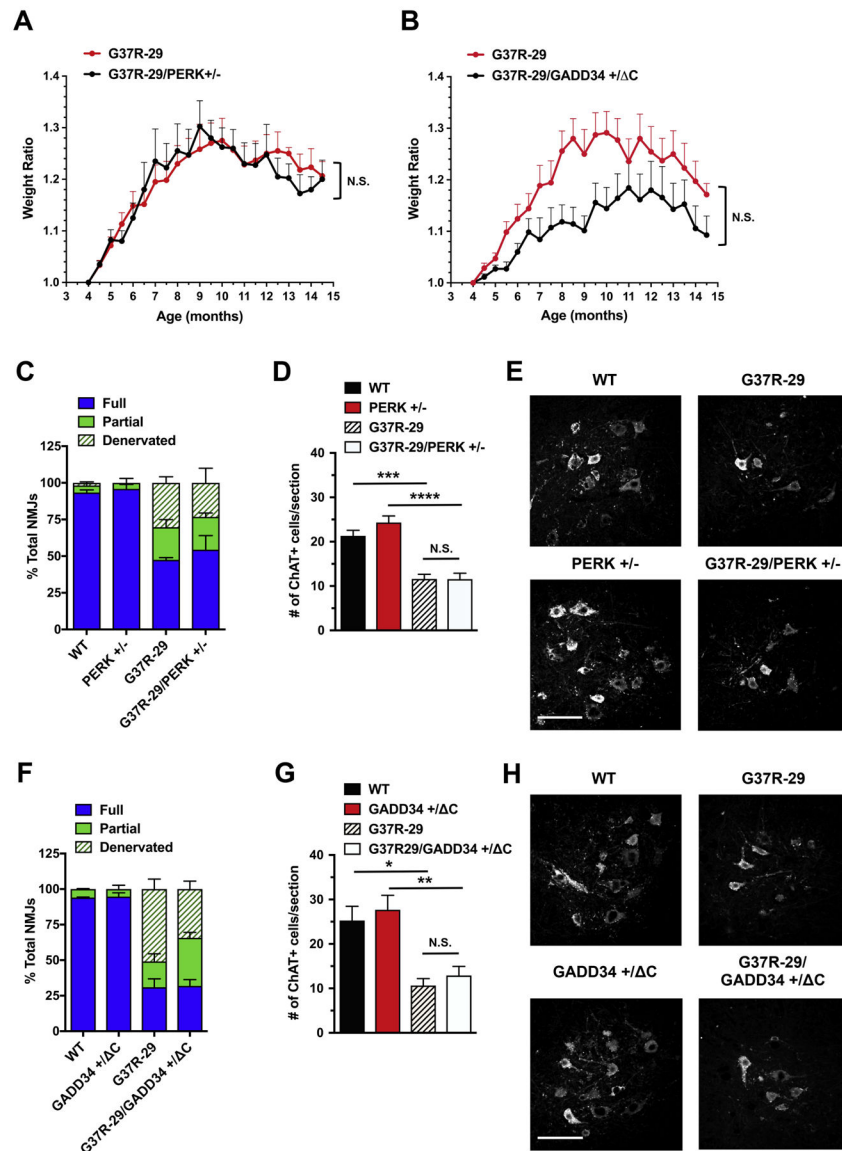 A
G37R-29
G37R-29/PERK+/-
Weight Ratio
1.4
1.3
1.2
1.1
1.0
N.S.
3 4 5 6 7 8 9 10 11 12 13 14 15
Age (months)
B
G37R-29
G37R-29/GADD34 +/ΔC
Weight Ratio
1.4
1.3
1.2
1.1
1.0
N.S.
3 4 5 6 7 8 9 10 11 12 13 14 15
Age (months)
C
Full
Partial
Denervated
% Total NMJs
125
100
75
50
25
0
WT
PERK +/-
G37R-29
G37R-29/PERK +/-
D
WT
PERK +/-
G37R-29
G37R-29/PERK +/-
# of ChAT+ cells/section
40
30
20
10
0
***
****
N.S.
E
WT
G37R-29
PERK +/-
G37R-29/PERK +/-
F
Full
Partial
Denervated
% Total NMJs
125
100
75
50
25
0
WT
GADD34 +/ΔC
G37R-29
G37R-29/GADD34 +/ΔC
G
WT
GADD34 +/ΔC
G37R-29
G37R29/GADD34 +/ΔC
# of ChAT+ cells/section
40
30
20
10
0
*
**
N.S.
H
WT
G37R-29
GADD34 +/ΔC
G37R-29/
GADD34 +/ΔC